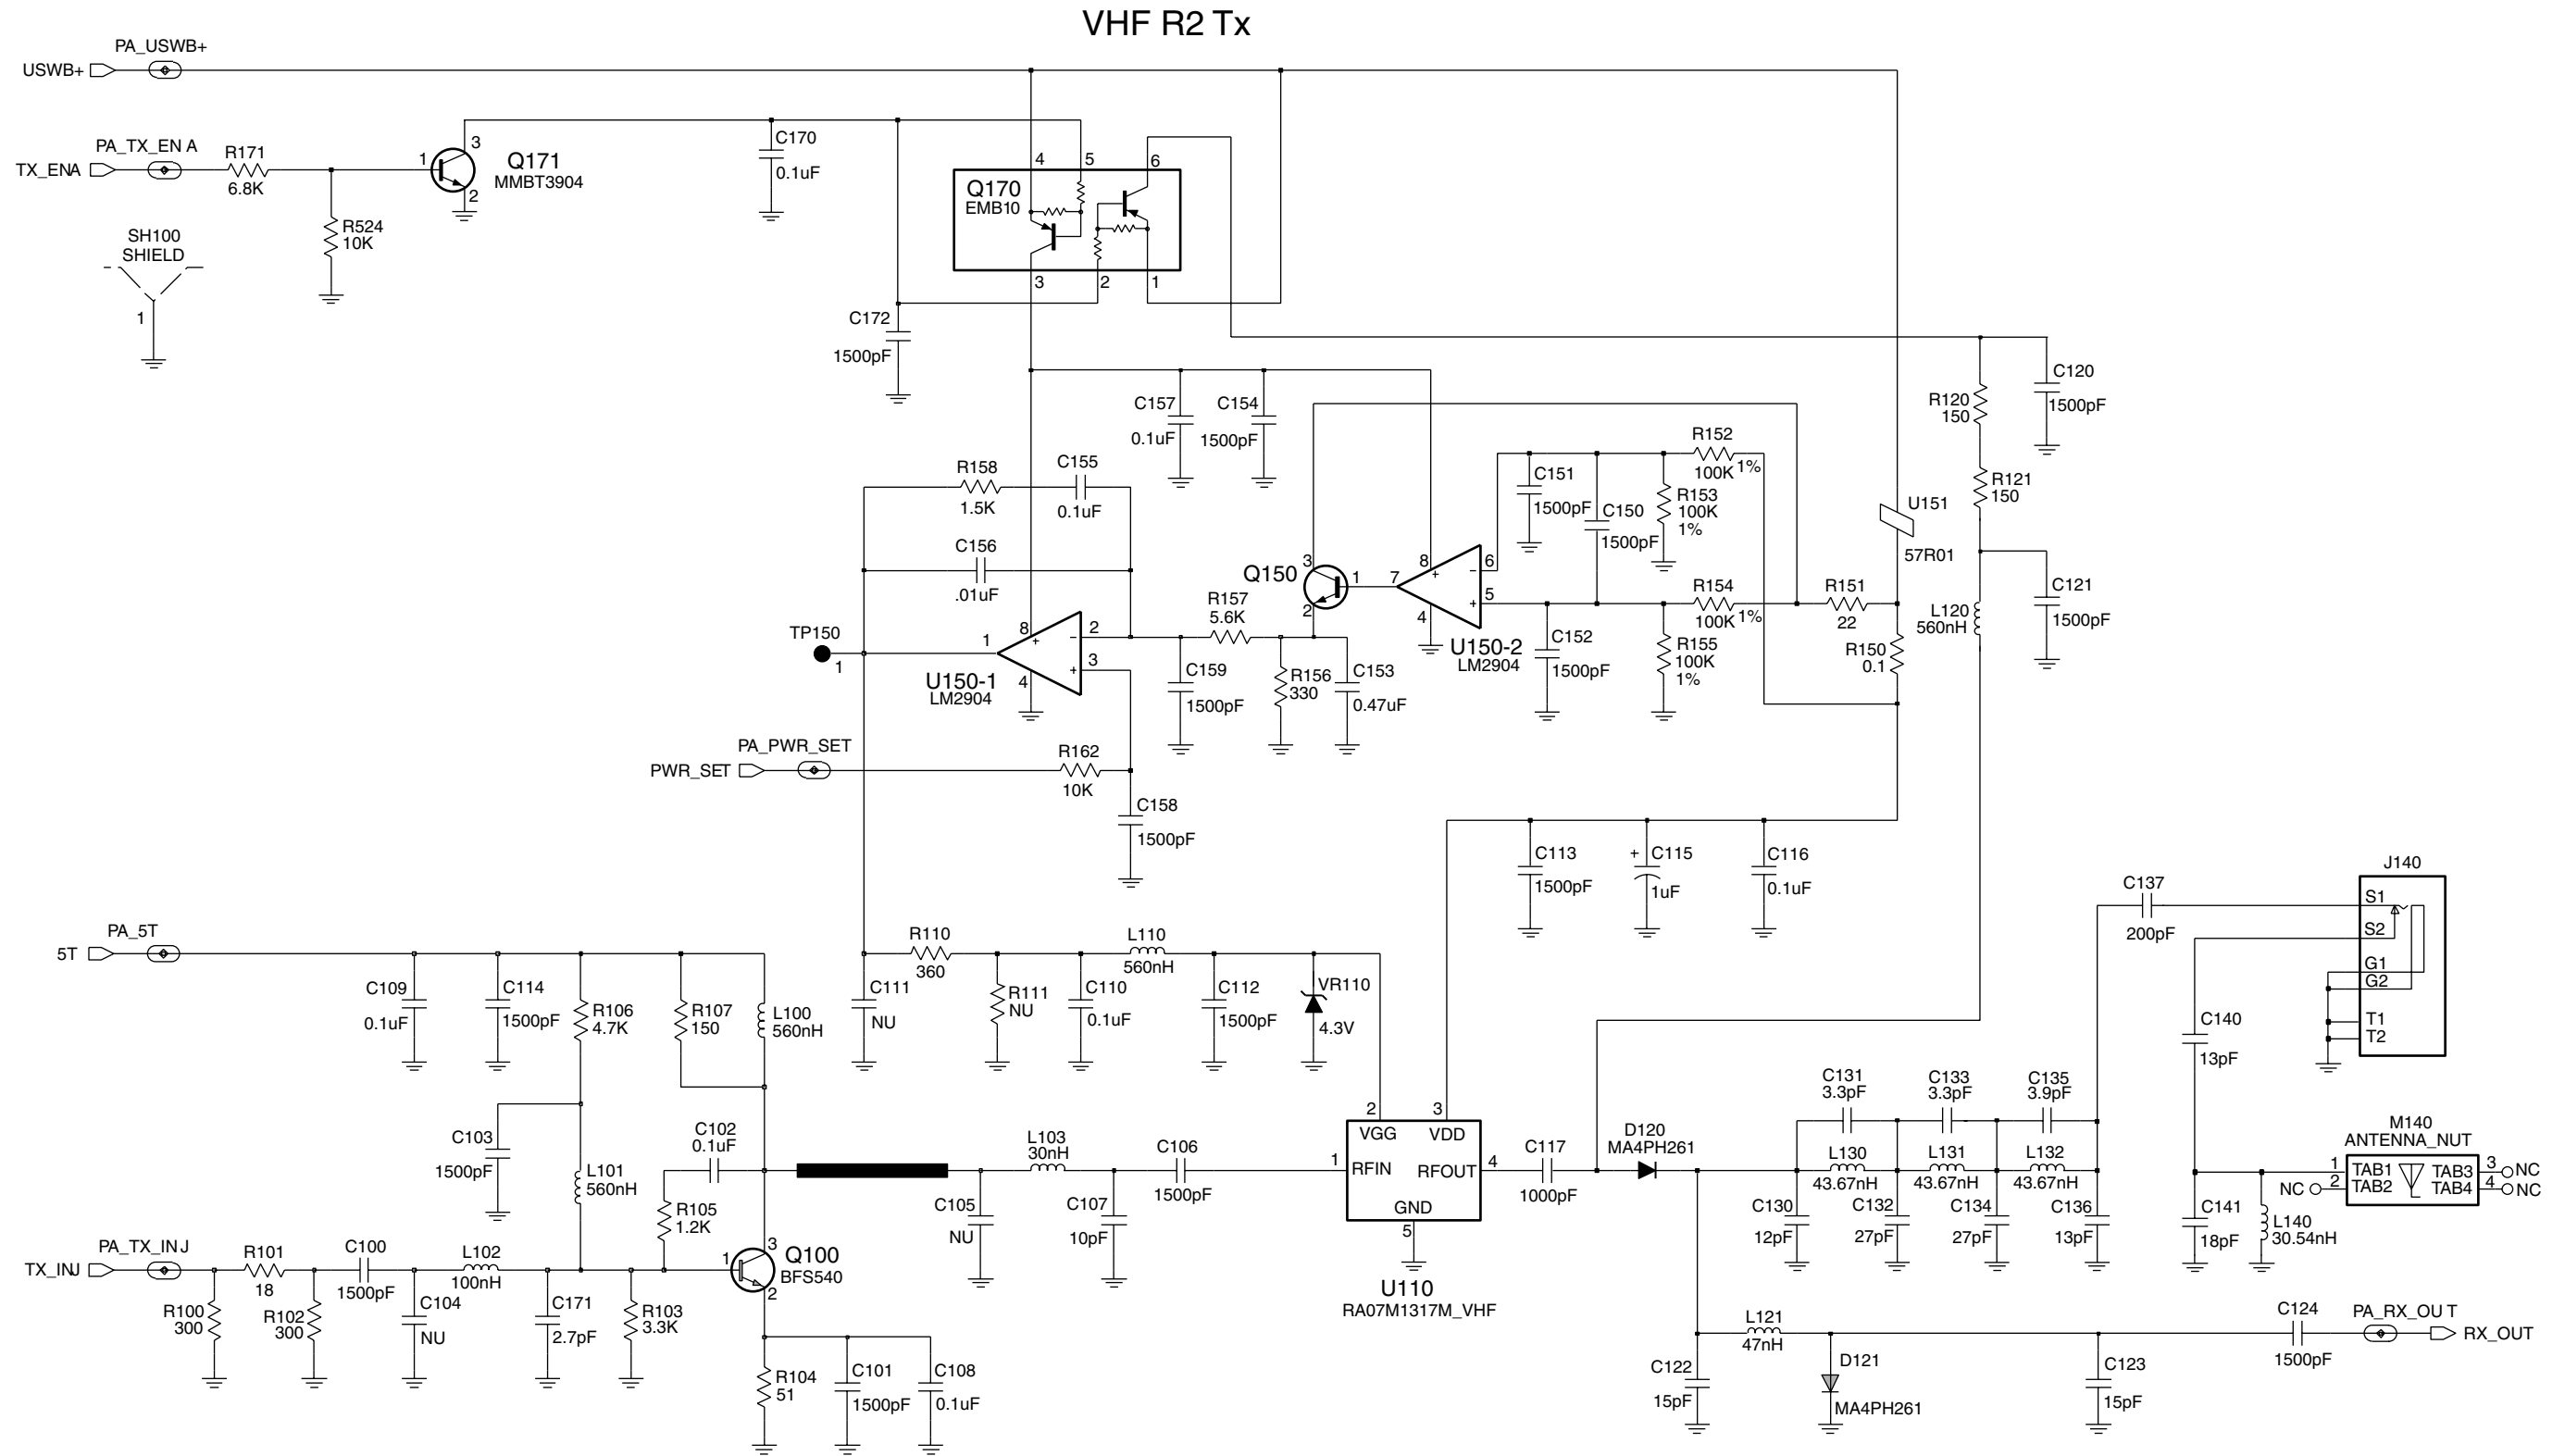 VHF R2 Tx
PA_USWB+
USWB+
PA_TX_EN A
TX_ENA
R171
6.8K
1
3
2
Q171
MMBT3904
R524
10K
SH100
SHIELD
1
C170
0.1uF
4
5
6
Q170
EMB10
3
2
1
C172
1500pF
C157
0.1uF
C154
1500pF
R158
1.5K
C155
0.1uF
C156
.01uF
TP150
1
1
8
+
-
2
+
3
4
U150-1
LM2904
R157
5.6K
C159
1500pF
R156
330
C153
0.47uF
Q150
3
1
2
7
8
+
-
6
+
5
4
U150-2
LM2904
C151
1500pF
C150
1500pF
R152
100K
1%
R153
100K
1%
R154
100K
1%
C152
1500pF
R155
100K
1%
R151
22
R150
0.1
U151
57R01
R120
150
C120
1500pF
R121
150
L120
560nH
C121
1500pF
PA_PWR_SET
PWR_SET
R162
10K
C158
1500pF
C113
1500pF
+
C115
1uF
C116
0.1uF
PA_5T
5T
C109
0.1uF
C114
1500pF
R106
4.7K
R107
150
L100
560nH
C111
NU
R110
360
R111
NU
C110
0.1uF
L110
560nH
C112
1500pF
VR110
4.3V
C103
1500pF
L101
560nH
C102
0.1uF
R105
1.2K
C105
NU
L103
30nH
C107
10pF
C106
1500pF
2
3
VGG
VDD
1
RFIN
RFOUT
4
GND
5
U110
RA07M1317M_VHF
C117
1000pF
D120
MA4PH261
C131
3.3pF
C133
3.3pF
C135
3.9pF
L130
43.67nH
L131
43.67nH
L132
43.67nH
C130
12pF
C132
27pF
C134
27pF
C136
13pF
C137
200pF
J140
S1
S2
G1
G2
T1
T2
C140
13pF
M140
ANTENNA_NUT
1
TAB1
TAB3
3
NC
NC
2
TAB2
TAB4
4
NC
C141
18pF
L140
30.54nH
PA_TX_INJ
TX_INJ
R100
300
R101
18
R102
300
C100
1500pF
C104
NU
L102
100nH
C171
2.7pF
R103
3.3K
1
3
2
Q100
BFS540
R104
51
C101
1500pF
C108
0.1uF
C122
15pF
L121
47nH
D121
MA4PH261
C123
15pF
C124
1500pF
PA_RX_OU T
RX_OUT